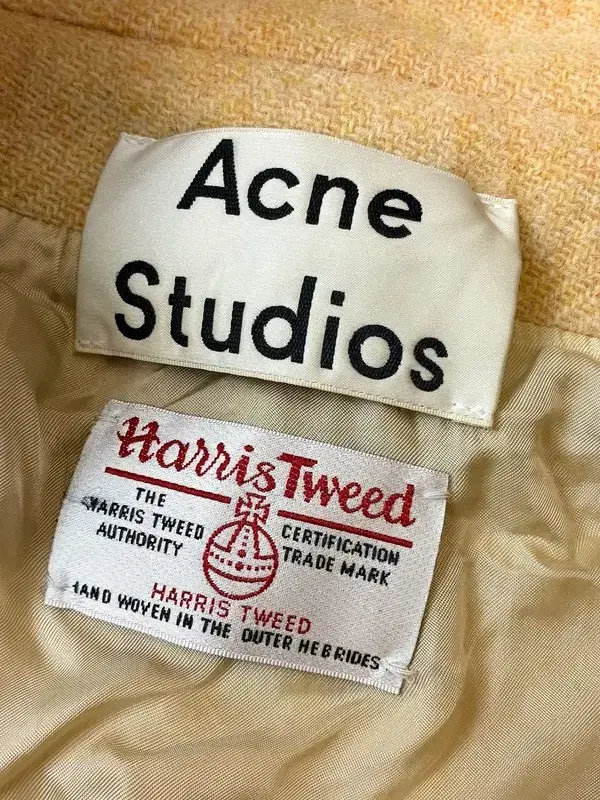 Acne
Studios
Harris Tweed
THE
HARRIS TWEED
AUTHORITY
CERTIFICATION
TRADE MARK
HARRIS TWEED
HAND WOVEN IN THE OUTER HEBRIDES